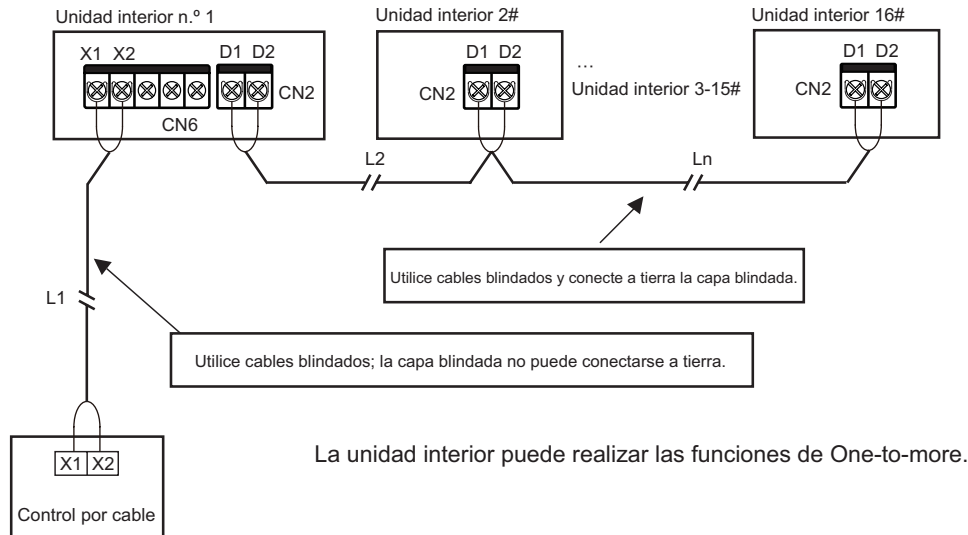 Unidad interior n.º 1
Unidad interior 2#
Unidad interior 16#
X1 X2
D1 D2
CN2
CN6
D1 D2
CN2
...
Unidad interior 3-15#
D1 D2
CN2
L2
Ln
Utilice cables blindados y conecte a tierra la capa blindada.
L1
Utilice cables blindados; la capa blindada no puede conectarse a tierra.
X1 X2
Control por cable
La unidad interior puede realizar las funciones de One-to-more.